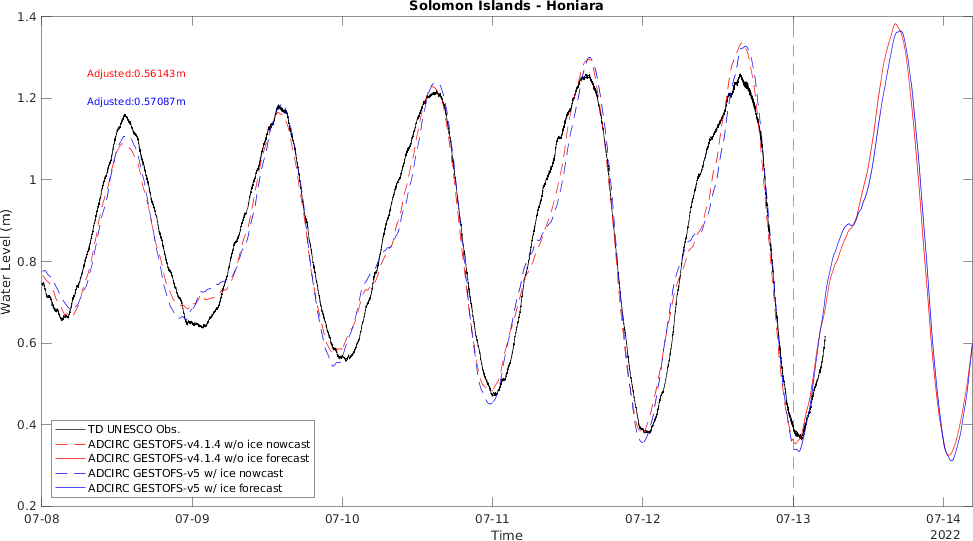 Solomon Islands - Honiara
1.4
Adjusted:0.56143m
Adjusted:0.57087m
1.2
1
0.8
0.6
0.4
0.2
Water Level (m)
TD UNESCO Obs.
ADCIRC GESTOFS-v4.1.4 w/o ice nowcast
ADCIRC GESTOFS-v4.1.4 w/o ice forecast
ADCIRC GESTOFS-v5 w/ ice nowcast
ADCIRC GESTOFS-v5 w/ ice forecast
07-08 07-09 07-10 07-11 07-12 07-13 07-14
Time
2022